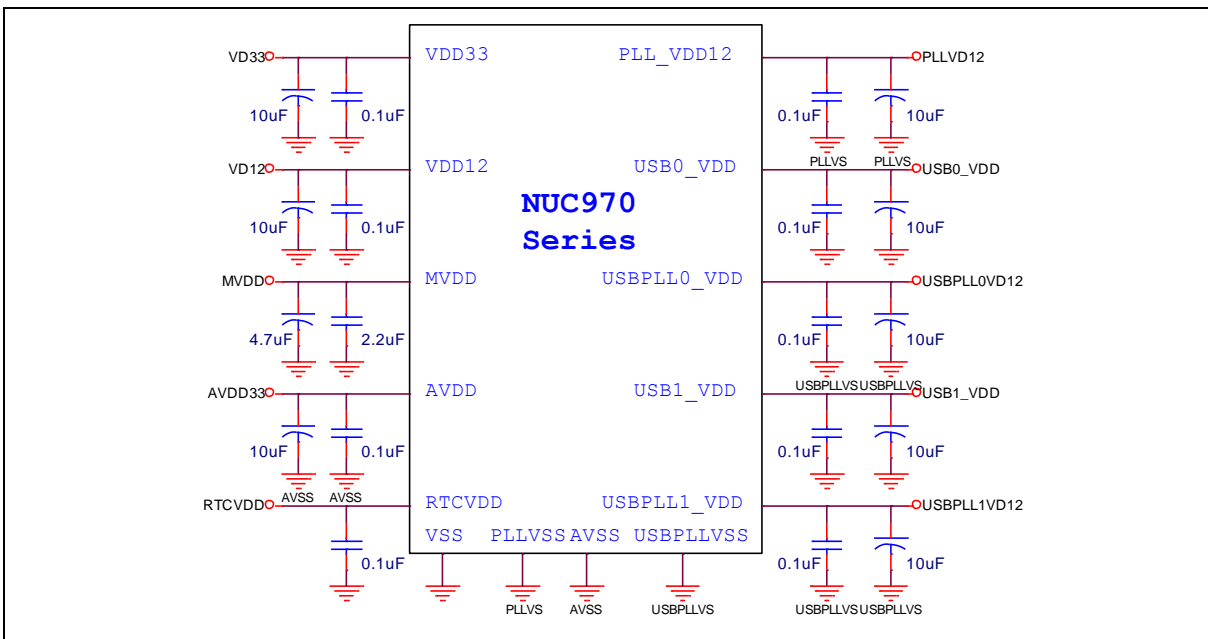 VD33 VDD33 PLL_VDD12 PLLVD12
10uF 0.1uF 0.1uF 10uF
PLLVS PLLVS
VD12 VDD12 USB0_VDD USB0_VDD
NUC970
Series
10uF 0.1uF 0.1uF 10uF
MVDD MVDD USBPLL0_VDD USBPLL0VD12
4.7uF 2.2uF 0.1uF 10uF
USBPLLVS USBPLLVS
AVDD33 AVDD USB1_VDD USB1_VDD
10uF 0.1uF 0.1uF 10uF
AVSS AVSS
RTCVDD RTCVDD USBPLL1_VDD USBPLL1VD12
VSS PLLVSS AVSS USBPLLVSS
0.1uF 0.1uF 10uF
PLLVS AVSS USBPLLVS USBPLLVS USBPLLVS